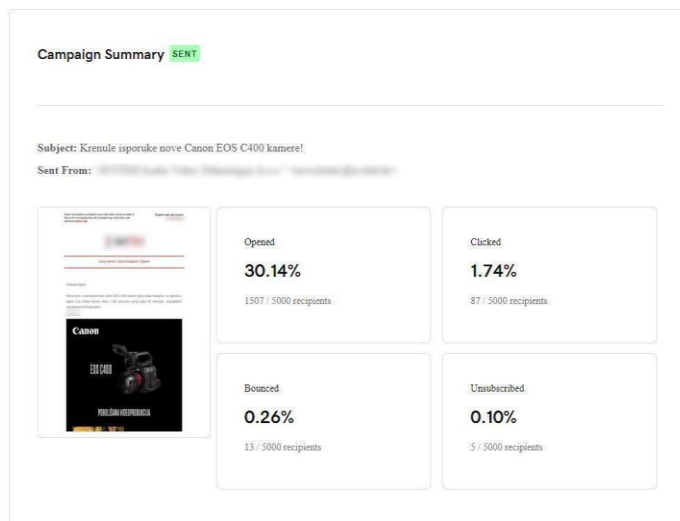 Campaign Summary SENT
Subject: Krenule isporuke nove Canon EOS C400 kamere!
Sent From:
Opened
30.14%
1507 / 5000 recipients
Clicked
1.74%
87 / 5000 recipients
Canon
EOS C400
POBOLJŠANA VIDEOPRODUKCIJA
Bounced
0.26%
13 / 5000 recipients
Unsubscribed
0.10%
5 / 5000 recipients